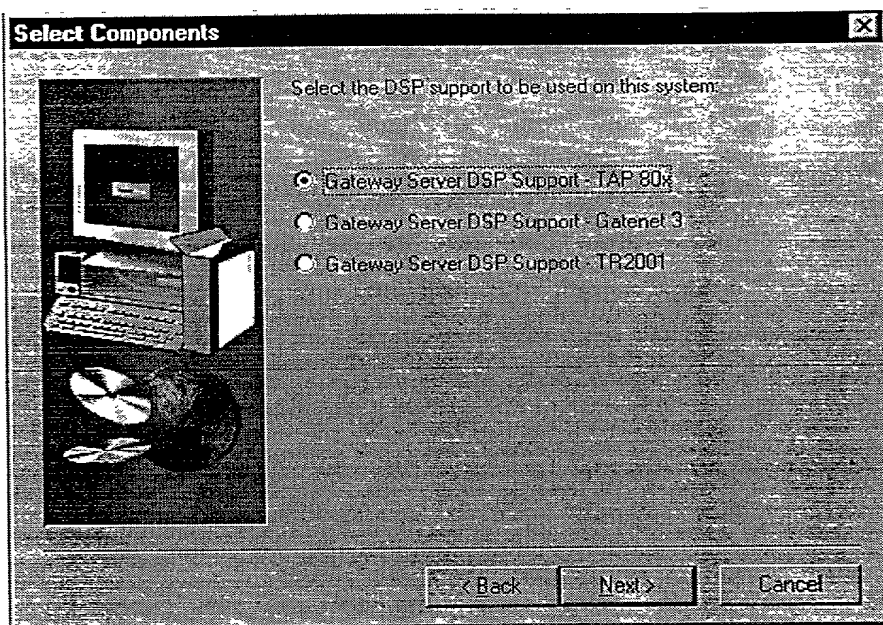 Select Components
Select the DSP support to be used on this system:
Gateway Server DSP Support - TAP 80x
Gateway Server DSP Support - Gatenet 3
Gateway Server DSP Support - TR2001
< Back
Next >
Cancel